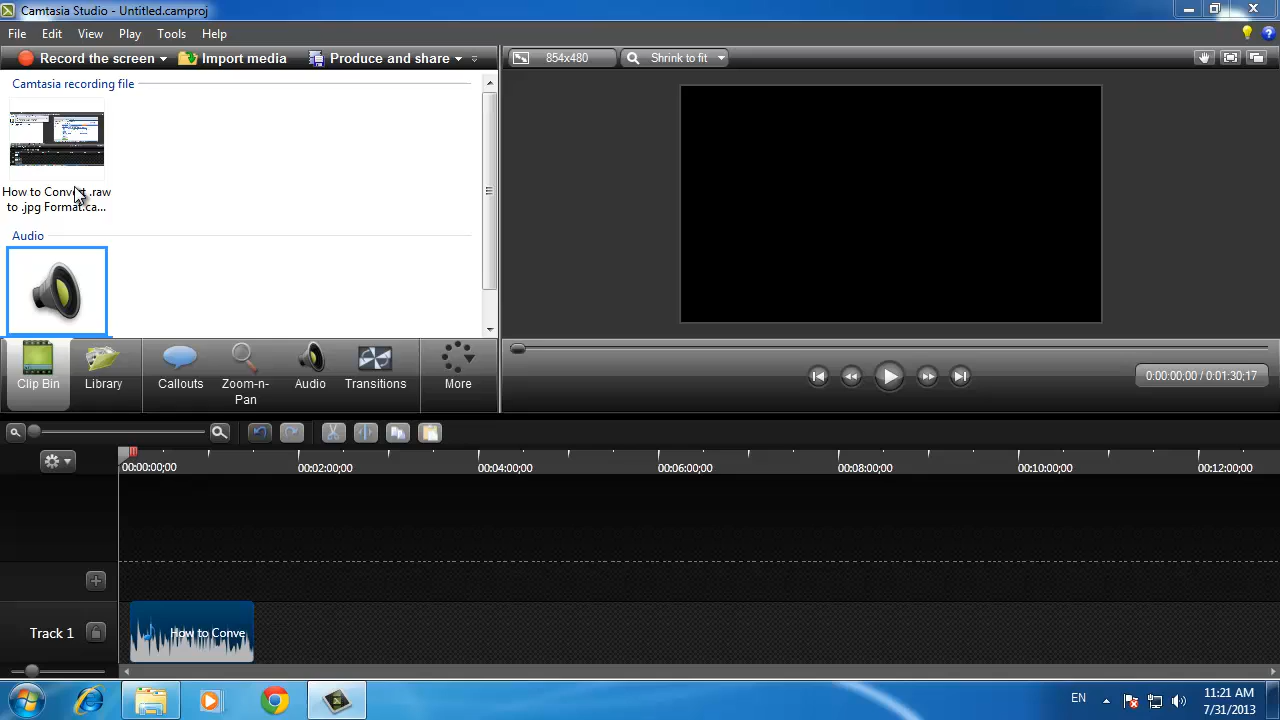 Camtasia Studio - Untitled.camproj
File Edit View Play Tools Help
Record the screen Import media Produce and share
854x480 Shrink to fit
Camtasia recording file
How to Convert .raw
to .jpg Format.ca...
Audio
Clip Bin Library Callouts Zoom-n-
Pan Audio Transitions More
0:00:00;00 / 0:01:30;17
00:00:00;00 00:02:00;00 00:04:00;00 00:06:00;00 00:08:00;00 00:10:00;00 00:12:00;00
Track 1 How to Conve
EN 11:21 AM
7/31/2013